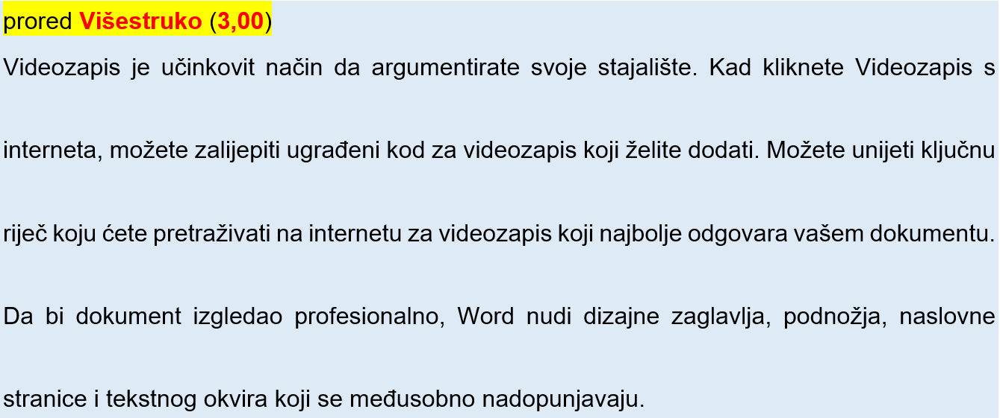 prored Višestruko (3,00)
Videozapis je učinkovit način da argumentirate svoje stajalište. Kad kliknete Videozapis s
interneta, možete zalijepiti ugrađeni kod za videozapis koji želite dodati. Možete unijeti ključnu
riječ koju ćete pretraživati na internetu za videozapis koji najbolje odgovara vašem dokumentu.
Da bi dokument izgledao profesionalno, Word nudi dizajne zaglavlja, podnožja, naslovne
stranice i tekstnog okvira koji se međusobno nadopunjavaju.